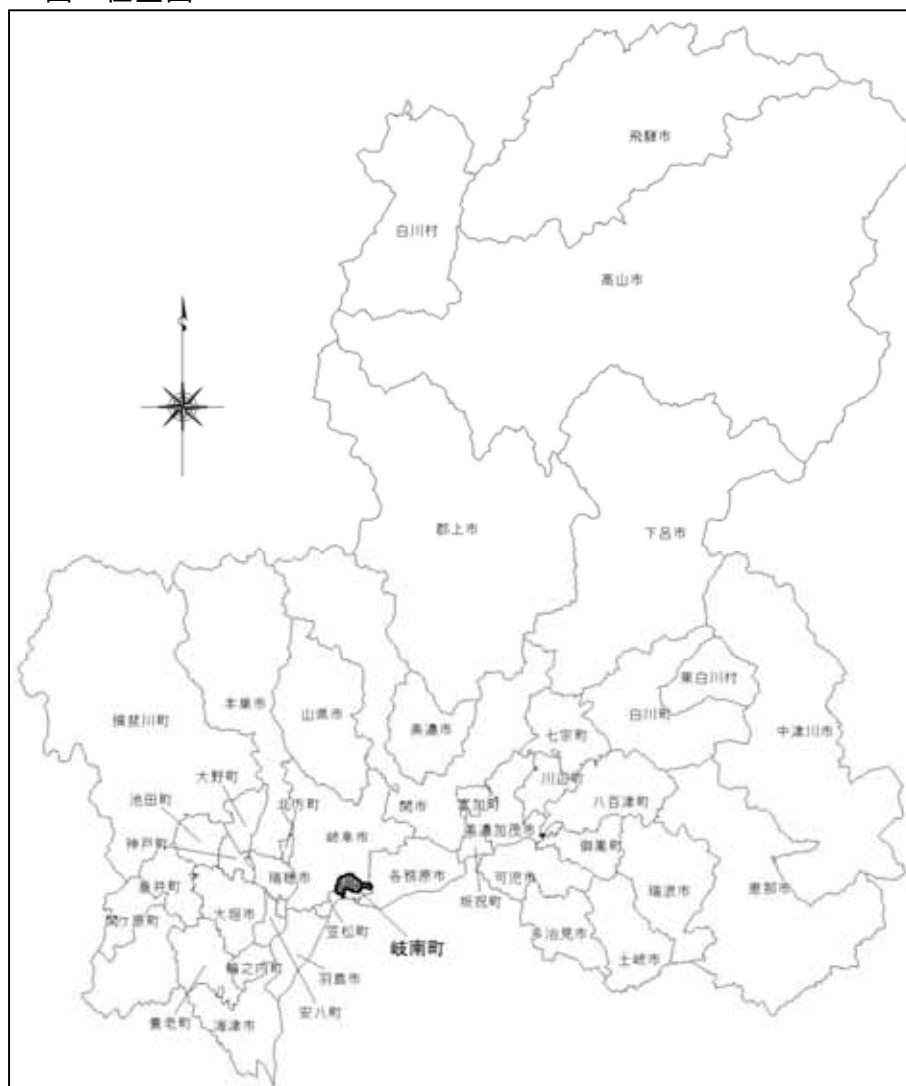 飛騨市
白川村
高山市
郡上市
下呂市
東白川村
本巣市
山県市
美濃市
白川町
揖斐川町
七宗町
中津川市
大野町
川辺町
池田町
北方町
関市
富加町
八百津町
神戸町
岐阜市
美濃加茂市
御嵩町
垂井町
瑞穂市
各務原市
可児市
瑞浪市
恵那市
坂祝町
関ヶ原町
大垣市
笠松町
岐南町
多治見市
土岐市
輪之内町
羽島市
養老町
海津市
安八町